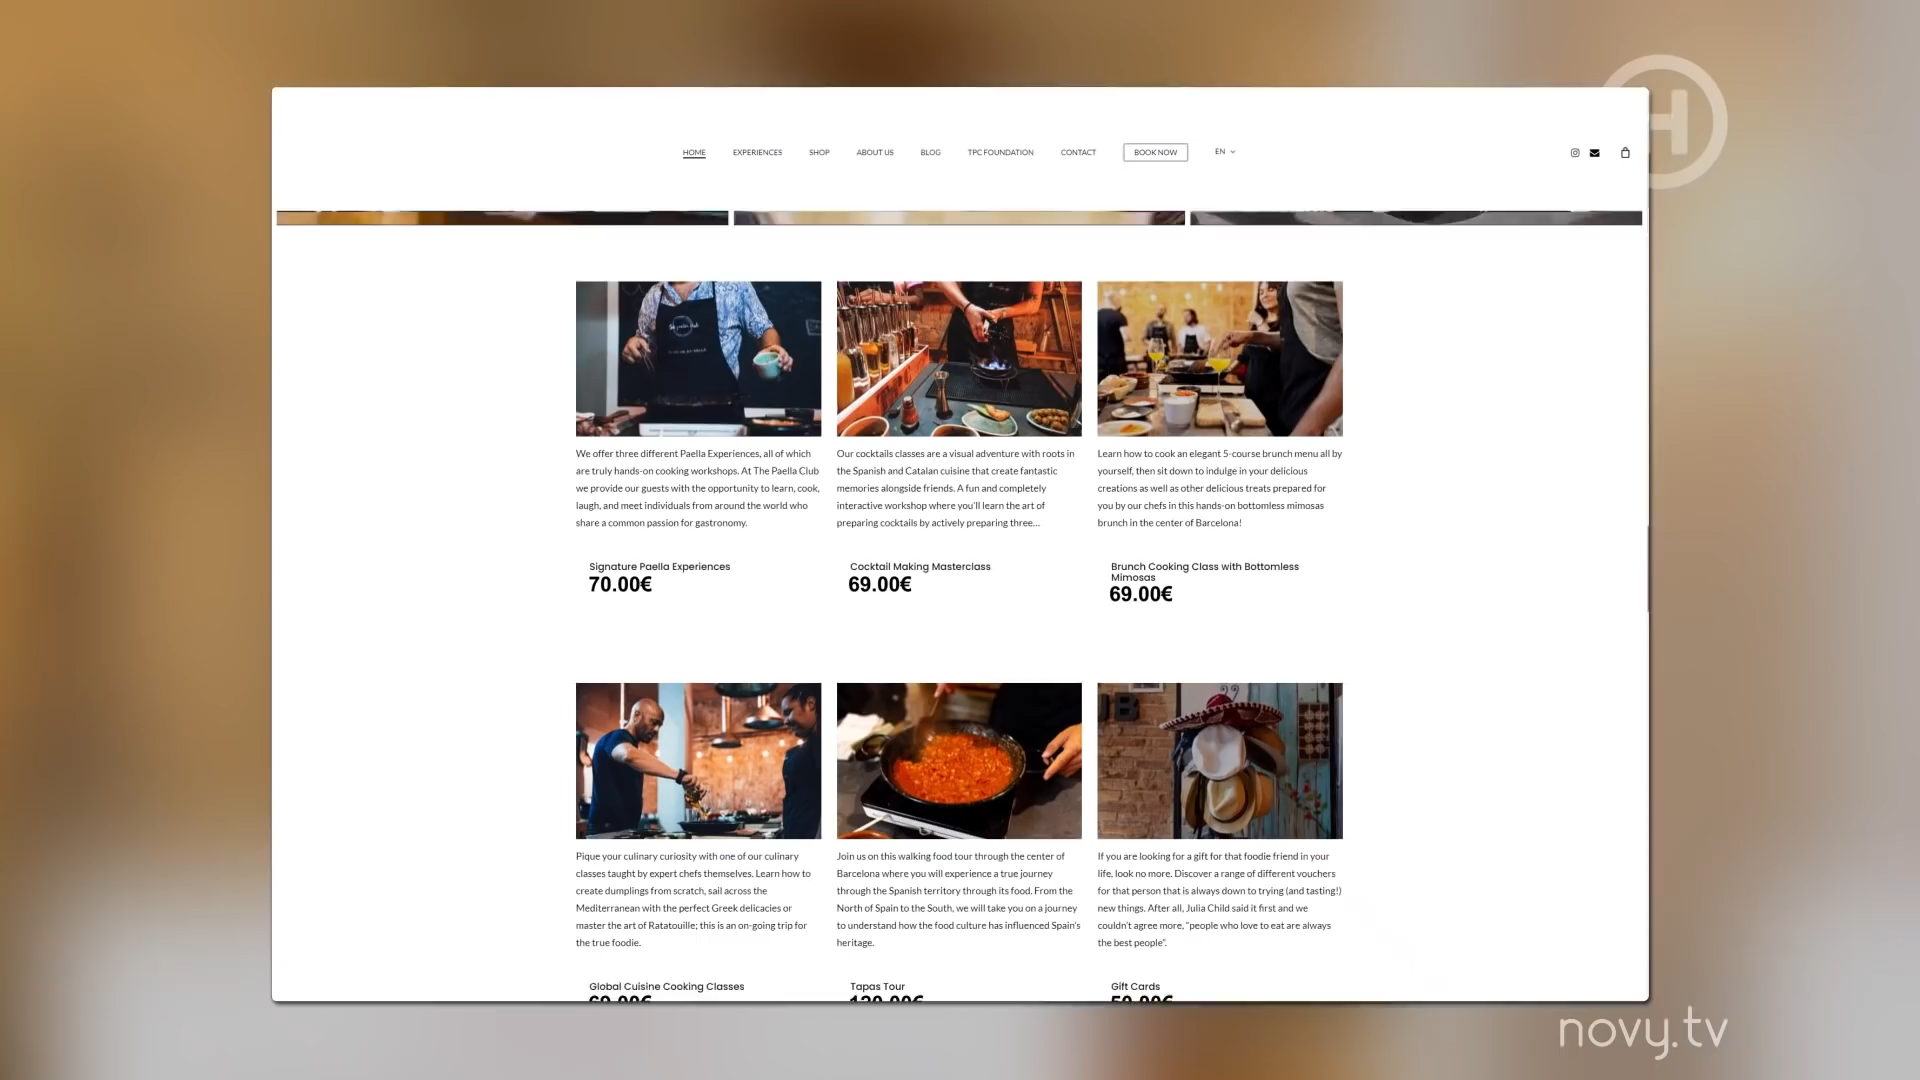 HOME EXPERIENCES SHOP ABOUT US BLOG TPC FOUNDATION CONTACT BOOK NOW EN
We offer three different Paella Experiences, all of which
are truly hands-on cooking workshops. At The Paella Club
we provide our guests with the opportunity to learn, cook,
laugh, and meet individuals from around the world who
share a common passion for gastronomy.
Signature Paella Experiences
70.00€
Our cocktails classes are a visual adventure with roots in
the Spanish and Catalan cuisine that create fantastic
memories alongside friends. A fun and completely
interactive workshop where you'll learn the art of
preparing cocktails by actively preparing three...
Cocktail Making Masterclass
69.00€
Learn how to cook an elegant 5-course brunch menu all by
yourself, then sit down to indulge in your delicious
creations as well as other delicious treats prepared for
you by our chefs in this hands-on bottomless mimosas
brunch in the center of Barcelona!
Brunch Cooking Class with Bottomless
Mimosas
69.00€
Pique your culinary curiosity with one of our culinary
classes taught by expert chefs themselves. Learn how to
create dumplings from scratch, sail across the
Mediterranean with the perfect Greek delicacies or
master the art of Ratatouille; this is an on-going trip for
the true foodie.
Global Cuisine Cooking Classes
69.00€
Join us on this walking food tour through the center of
Barcelona where you will experience a true journey
through the Spanish territory through its food. From the
North of Spain to the South, we will take you on a journey
to understand how the food culture has influenced Spain's
heritage.
Tapas Tour
120.00€
If you are looking for a gift for that foodie friend in your
life, look no more. Discover a range of different vouchers
for that person that is always down to trying (and tasting!)
new things. After all, Julia Child said it first and we
couldn't agree more, "people who love to eat are always
the best people".
Gift Cards
50.00€
novy.tv